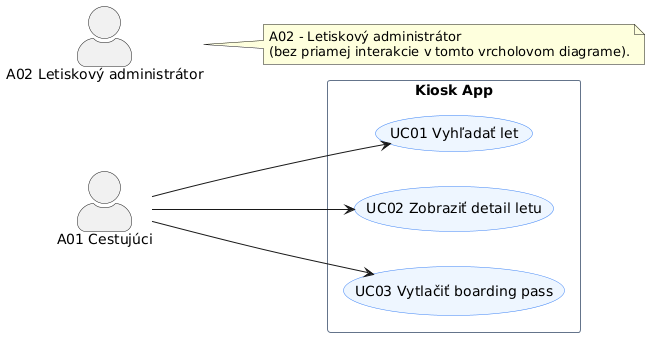 A02 - Letiskový administrátor
(bez priamej interakcie v tomto vrcholovom diagrame).
A02 Letiskový administrátor
Kiosk App
UC01 Vyhľadať let
UC02 Zobraziť detail letu
A01 Cestujúci
UC03 Vytlačiť boarding pass